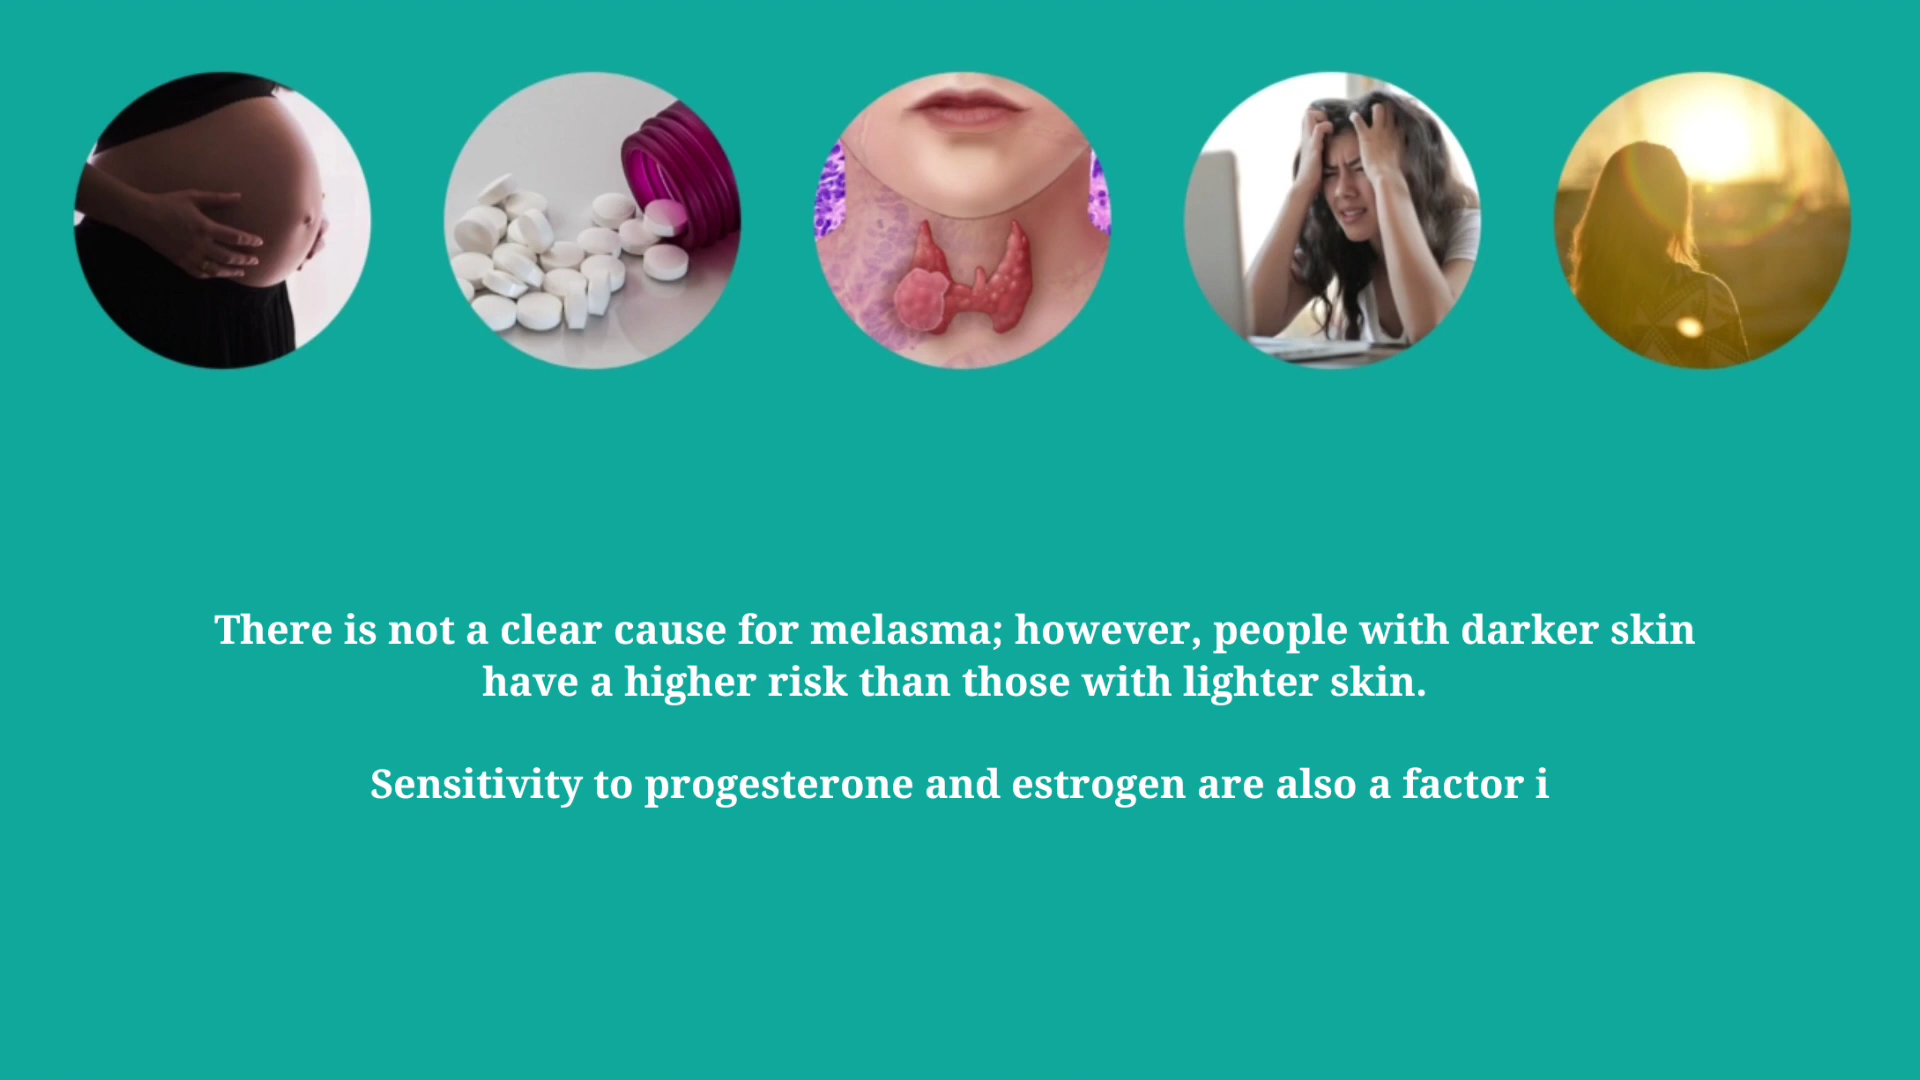 There is not a clear cause for melasma; however, people with darker skin
have a higher risk than those with lighter skin.
Sensitivity to progesterone and estrogen are also a factor i